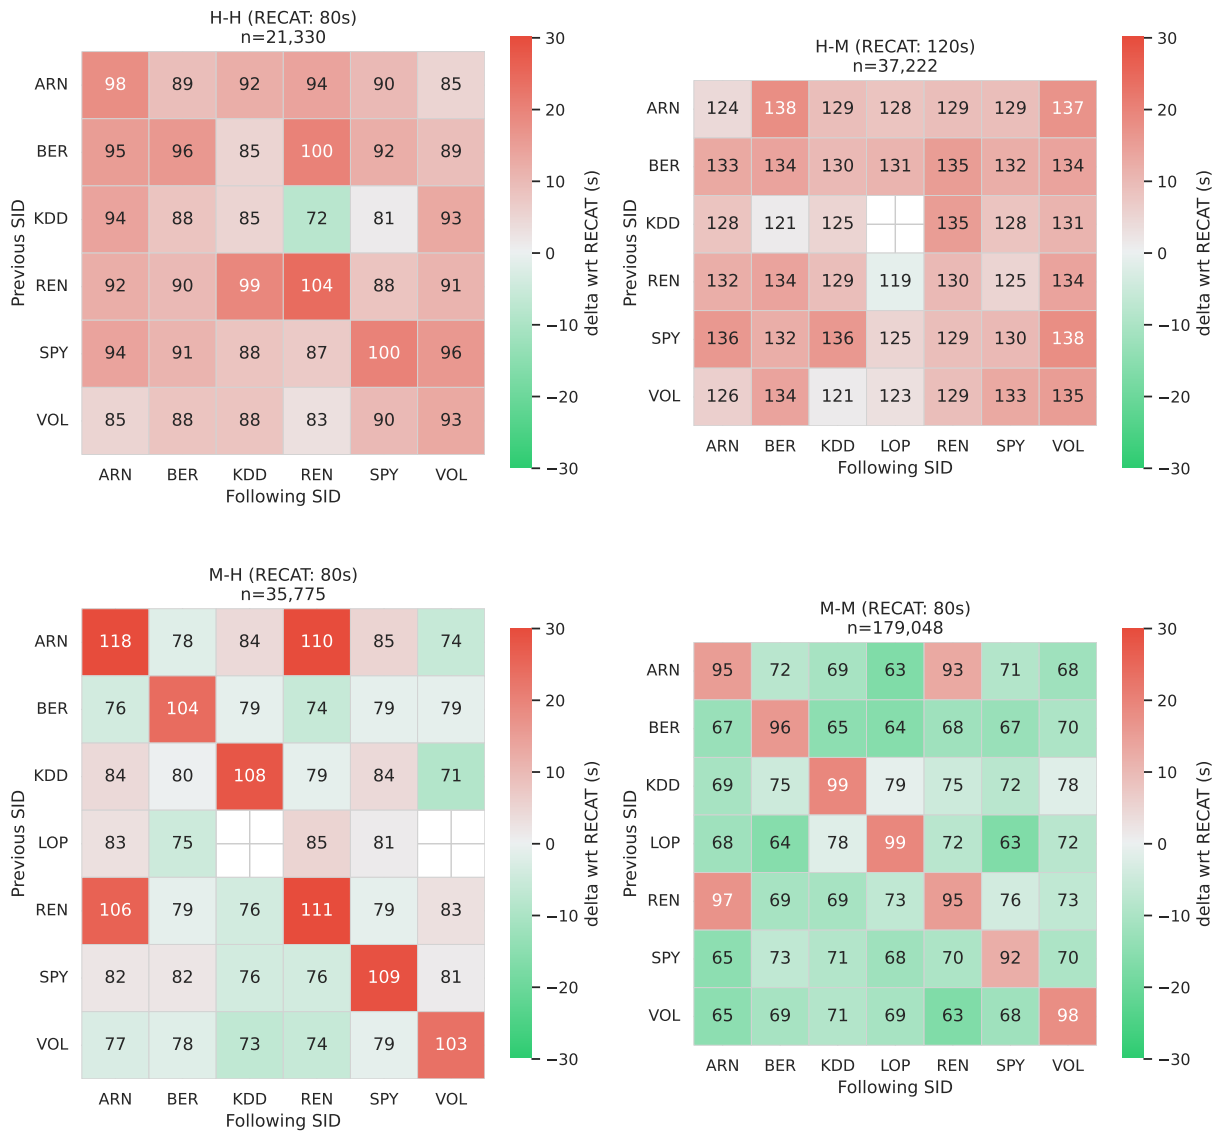 H-H (RECAT: 80s)
n=21,330
Previous SID
ARN 98 89 92 94 90 85
BER 95 96 85 100 92 89
KDD 94 88 85 72 81 93
REN 92 90 99 104 88 91
SPY 94 91 88 87 100 96
VOL 85 88 88 83 90 93
ARN BER KDD REN SPY VOL
Following SID
30
20
10
0
−10
−20
−30
delta wrt RECAT (s)
H-M (RECAT: 120s)
n=37,222
Previous SID
ARN 124 138 129 128 129 129 137
BER 133 134 130 131 135 132 134
KDD 128 121 125 135 128 131
REN 132 134 129 119 130 125 134
SPY 136 132 136 125 129 130 138
VOL 126 134 121 123 129 133 135
ARN BER KDD LOP REN SPY VOL
Following SID
30
20
10
0
−10
−20
−30
delta wrt RECAT (s)
M-H (RECAT: 80s)
n=35,775
Previous SID
ARN 118 78 84 110 85 74
BER 76 104 79 74 79 79
KDD 84 80 108 79 84 71
LOP 83 75 85 81
REN 106 79 76 111 79 83
SPY 82 82 76 76 109 81
VOL 77 78 73 74 79 103
ARN BER KDD REN SPY VOL
Following SID
30
20
10
0
−10
−20
−30
delta wrt RECAT (s)
M-M (RECAT: 80s)
n=179,048
Previous SID
ARN 95 72 69 63 93 71 68
BER 67 96 65 64 68 67 70
KDD 69 75 99 79 75 72 78
LOP 68 64 78 99 72 63 72
REN 97 69 69 73 95 76 73
SPY 65 73 71 68 70 92 70
VOL 65 69 71 69 63 68 98
ARN BER KDD LOP REN SPY VOL
Following SID
30
20
10
0
−10
−20
−30
delta wrt RECAT (s)